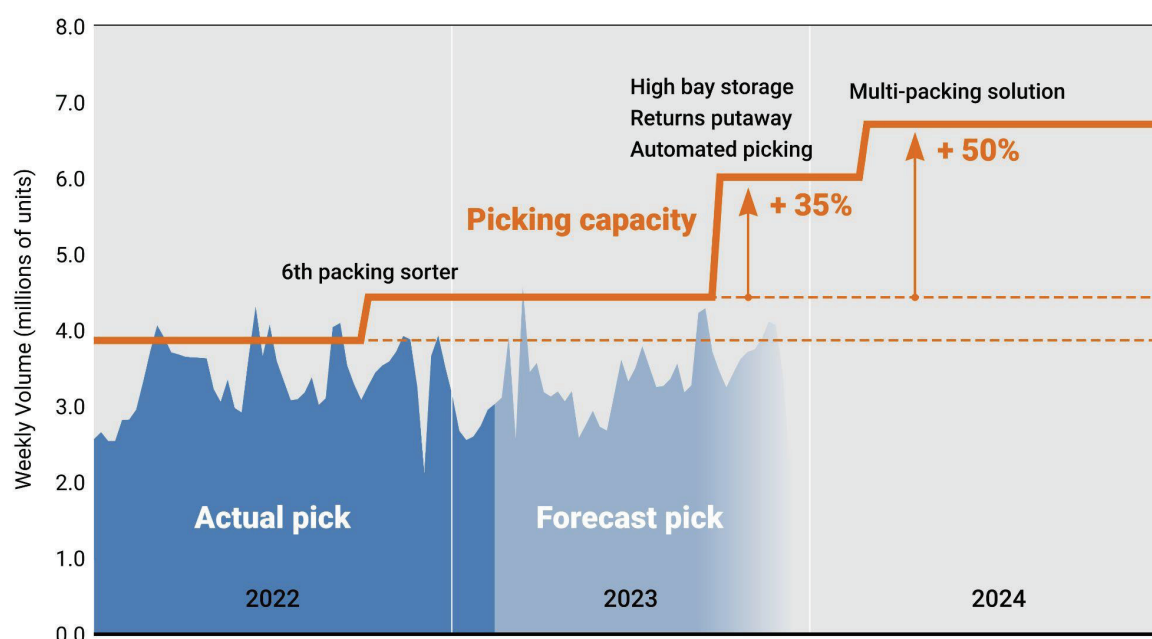 8.0
7.0
6.0
5.0
4.0
3.0
2.0
1.0
0.0
Weekly Volume (millions of units)
High bay storage
Returns putaway
Automated picking
Multi-packing solution
+ 50%
+ 35%
Picking capacity
6th packing sorter
Actual pick
Forecast pick
2022
2023
2024